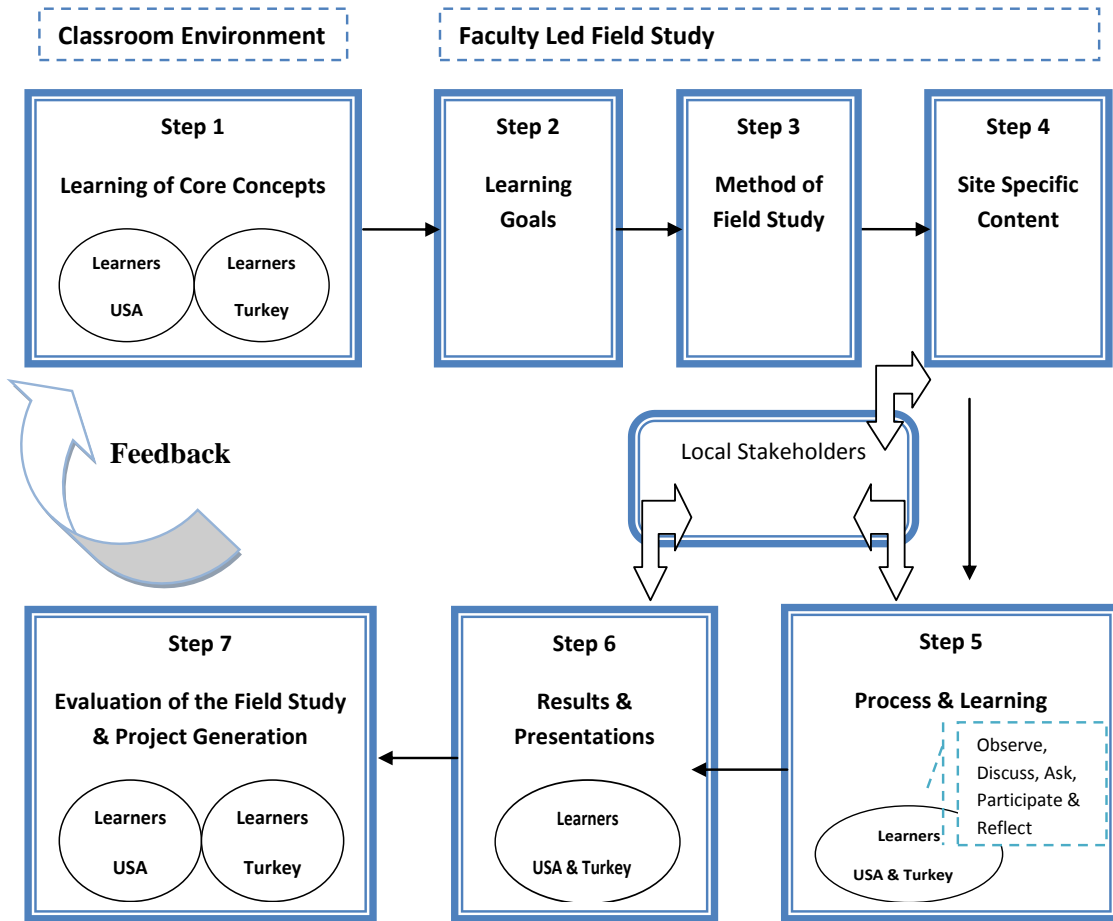 Classroom Environment
Faculty Led Field Study
Step 1
Learning of Core Concepts
Learners
USA
Learners
Turkey
Step 2
Learning
Goals
Step 3
Method of
Field Study
Step 4
Site Specific
Content
Feedback
Local Stakeholders
Step 5
Process & Learning
Observe,
Discuss, Ask,
Participate &
Reflect
Learners
USA & Turkey
Step 6
Results &
Presentations
Learners
USA & Turkey
Step 7
Evaluation of the Field Study
& Project Generation
Learners
USA
Learners
Turkey